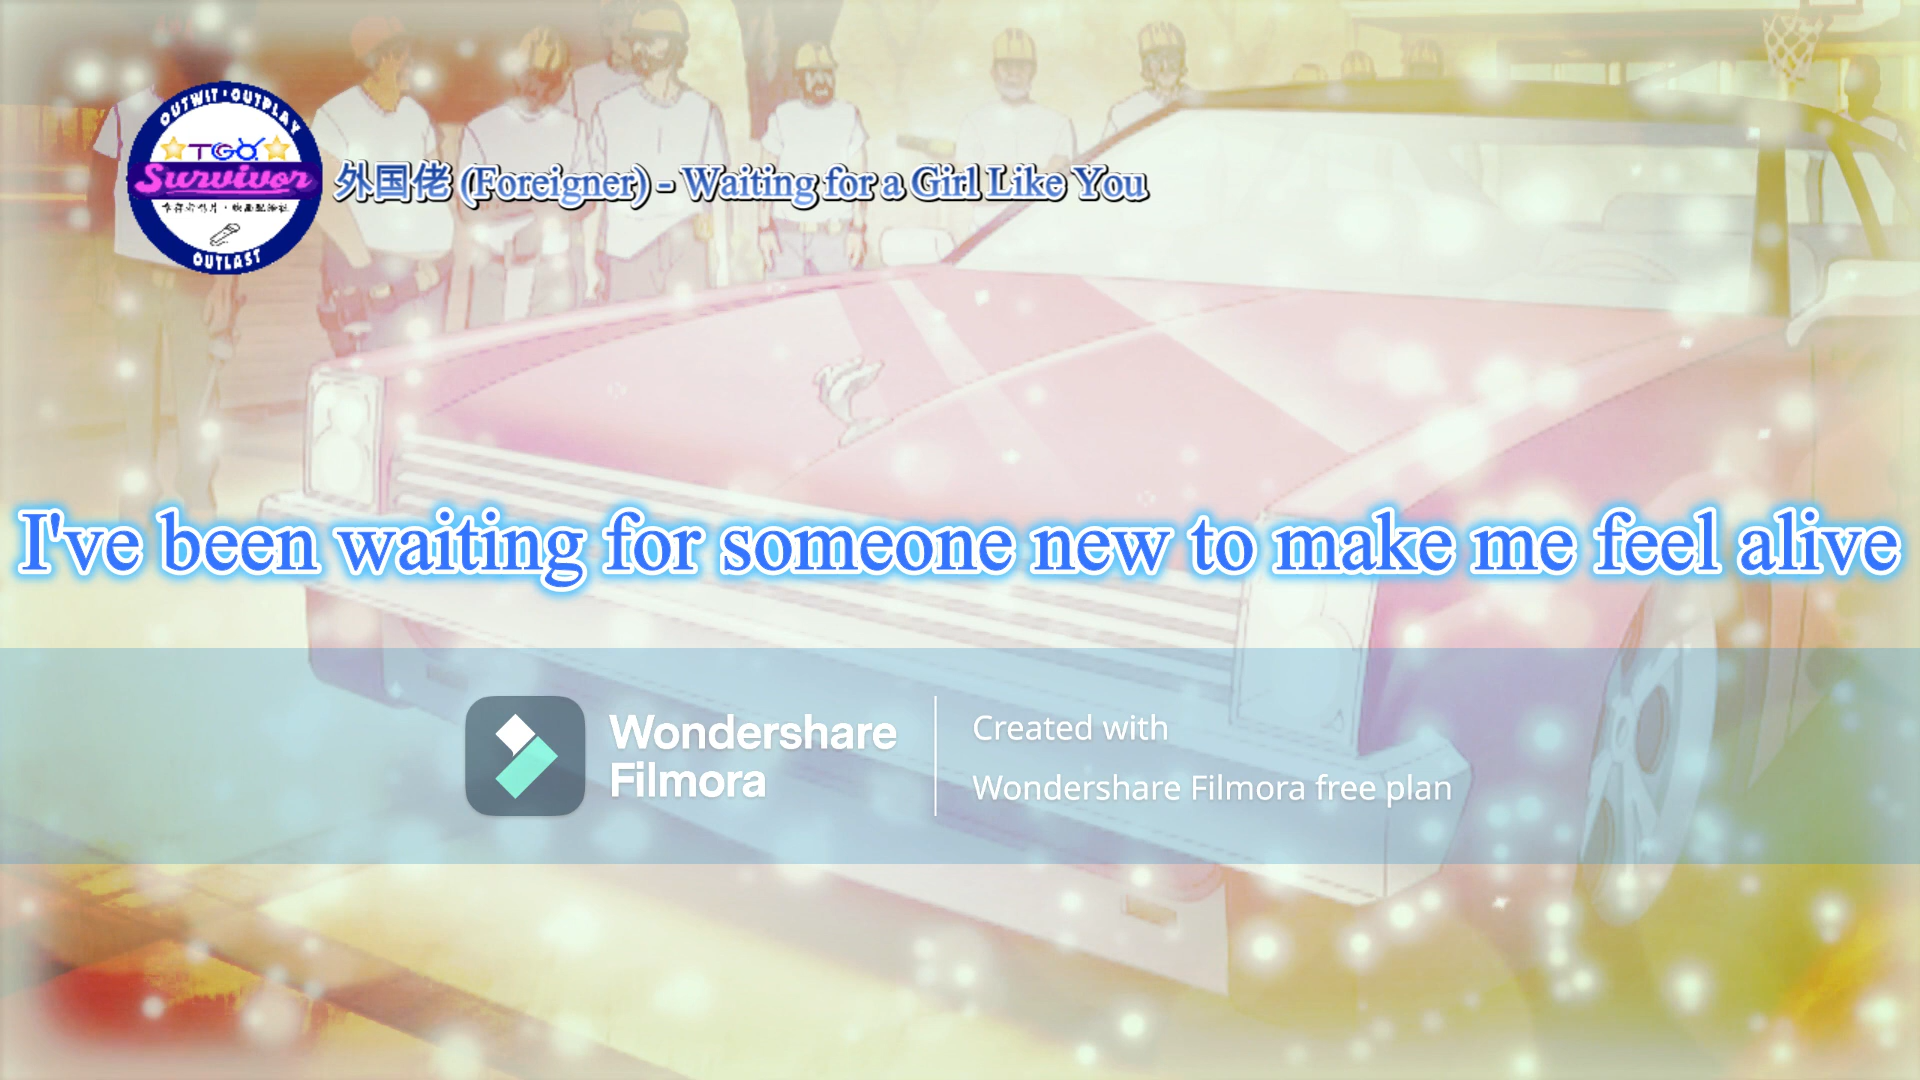 OUTWIT · OUTPLAY
TGO
Survivor
OUTLAST
外国佬 (Foreigner) - Waiting for a Girl Like You
I've been waiting for someone new to make me feel alive
Wondershare
Filmora
Created with
Wondershare Filmora free plan